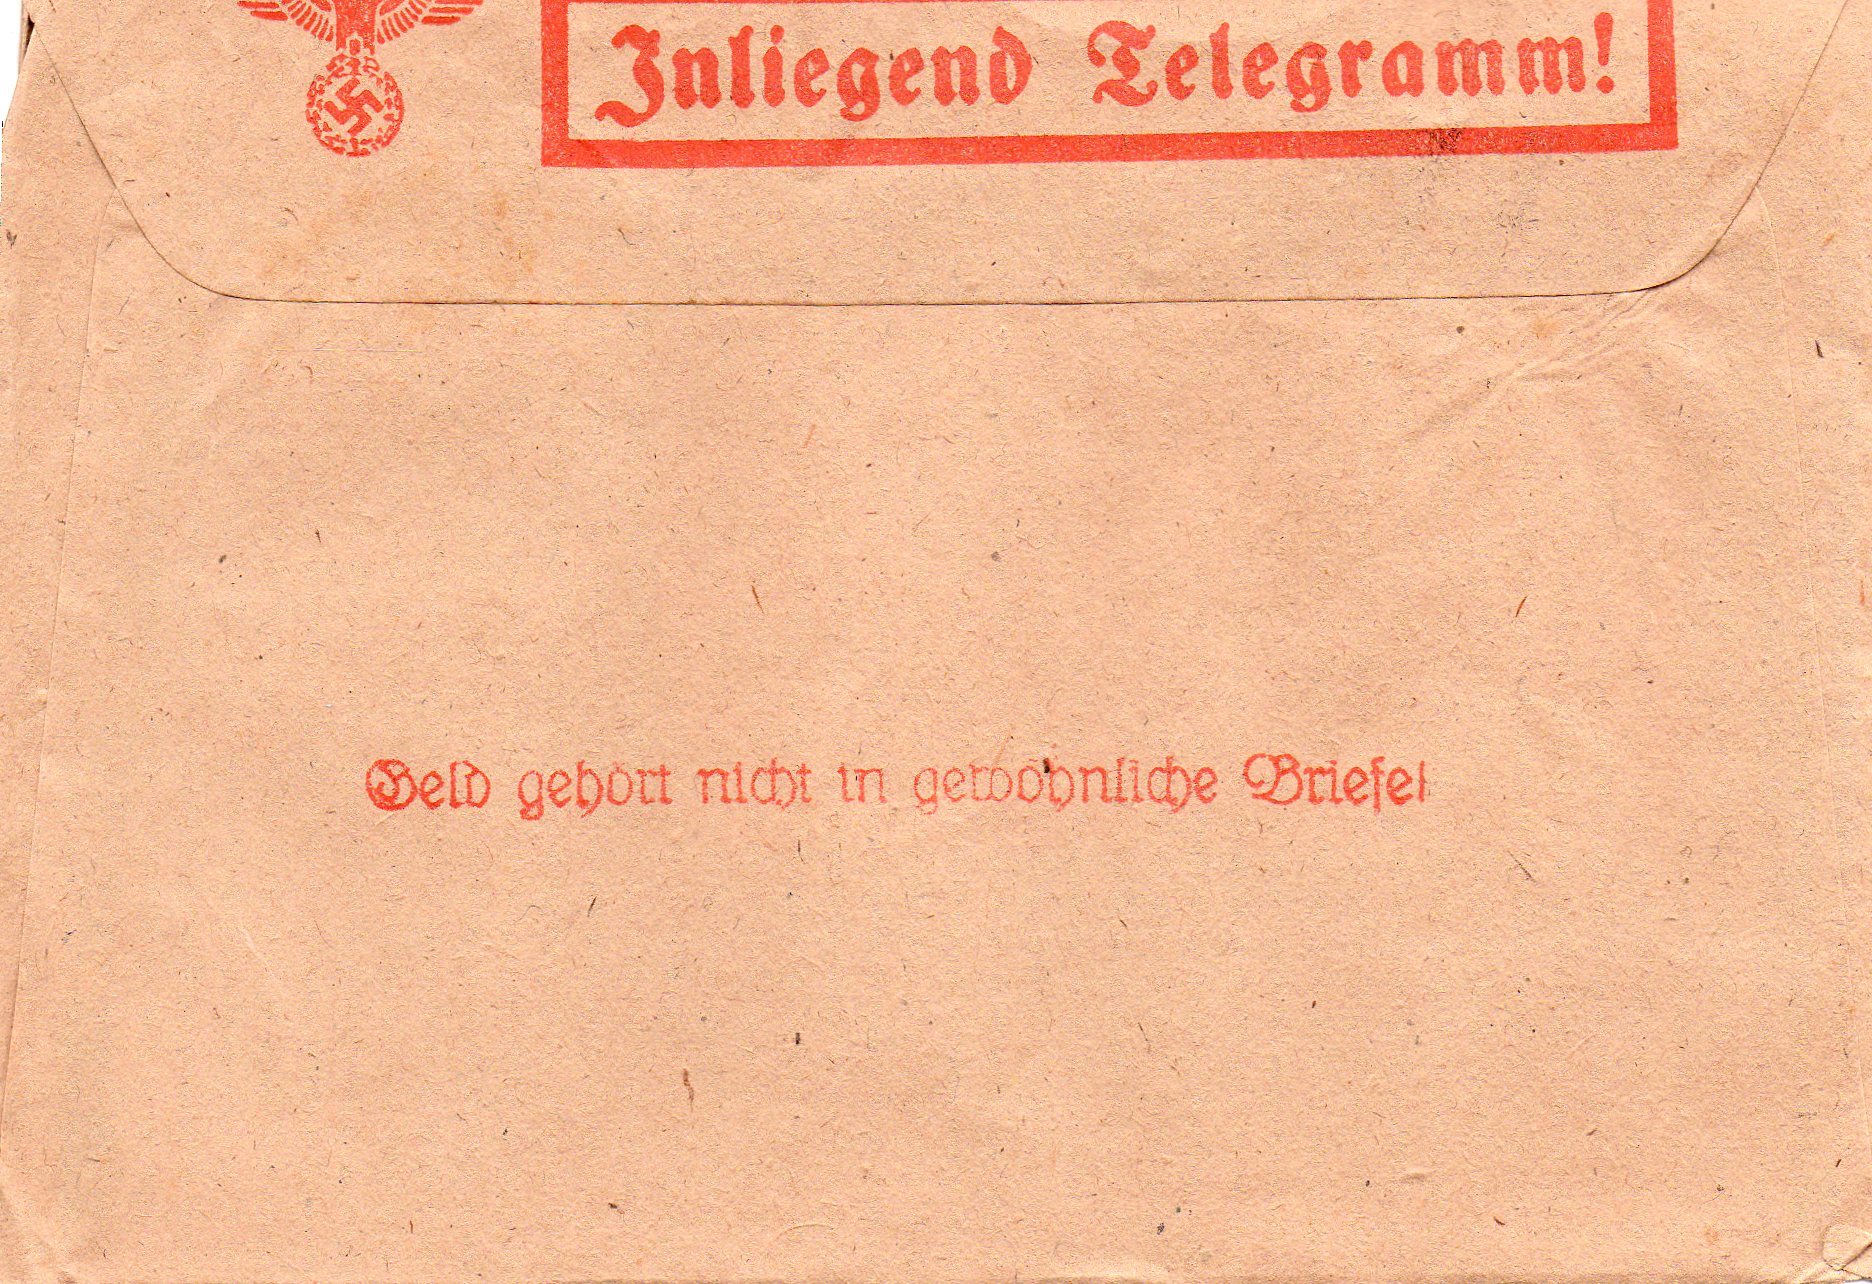 Inliegend Telegramm!
Geld gehört nicht in gewöhnliche Briefe!